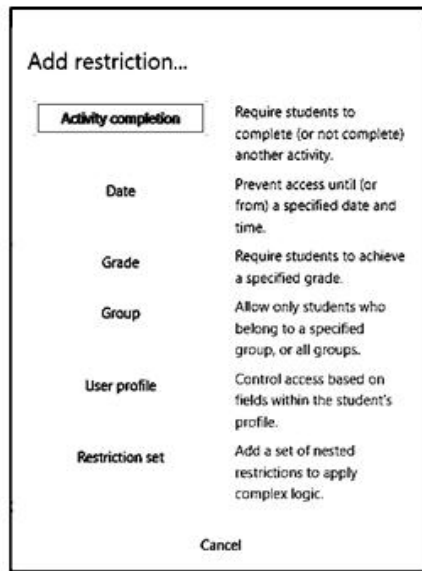 Add restriction...
Activity completion
Require students to
complete (or not complete)
another activity.
Date
Prevent access until (or
from) a specified date and
time.
Grade
Require students to achieve
a specified grade.
Group
Allow only students who
belong to a specified
group, or all groups.
User profile
Control access based on
fields within the student's
profile.
Restriction set
Add a set of nested
restrictions to apply
complex logic.
Cancel